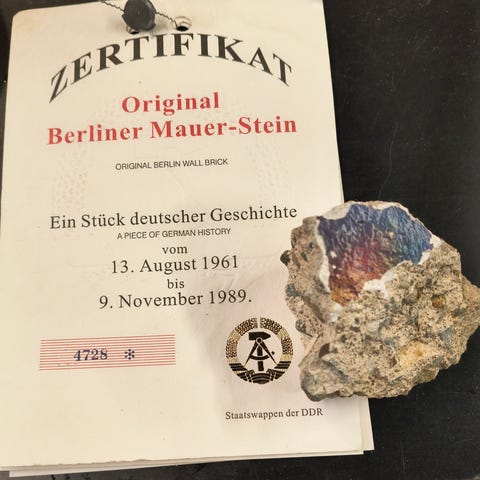 ZERTIFIKAT
Original
Berliner Mauer-Stein
ORIGINAL BERLIN WALL BRICK
Ein Stück deutscher Geschichte
A PIECE OF GERMAN HISTORY
vom
13. August 1961
bis
9. November 1989.
4728 *
Staatswappen der DDR